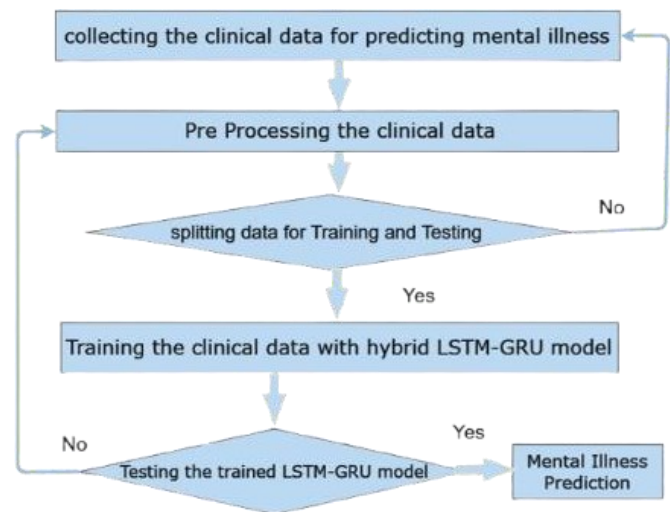 collecting the clinical data for predicting mental illness
Pre Processing the clinical data
splitting data for Training and Testing
No
Yes
Training the clinical data with hybrid LSTM-GRU model
No
Yes
Testing the trained LSTM-GRU model
Mental Illness
Prediction